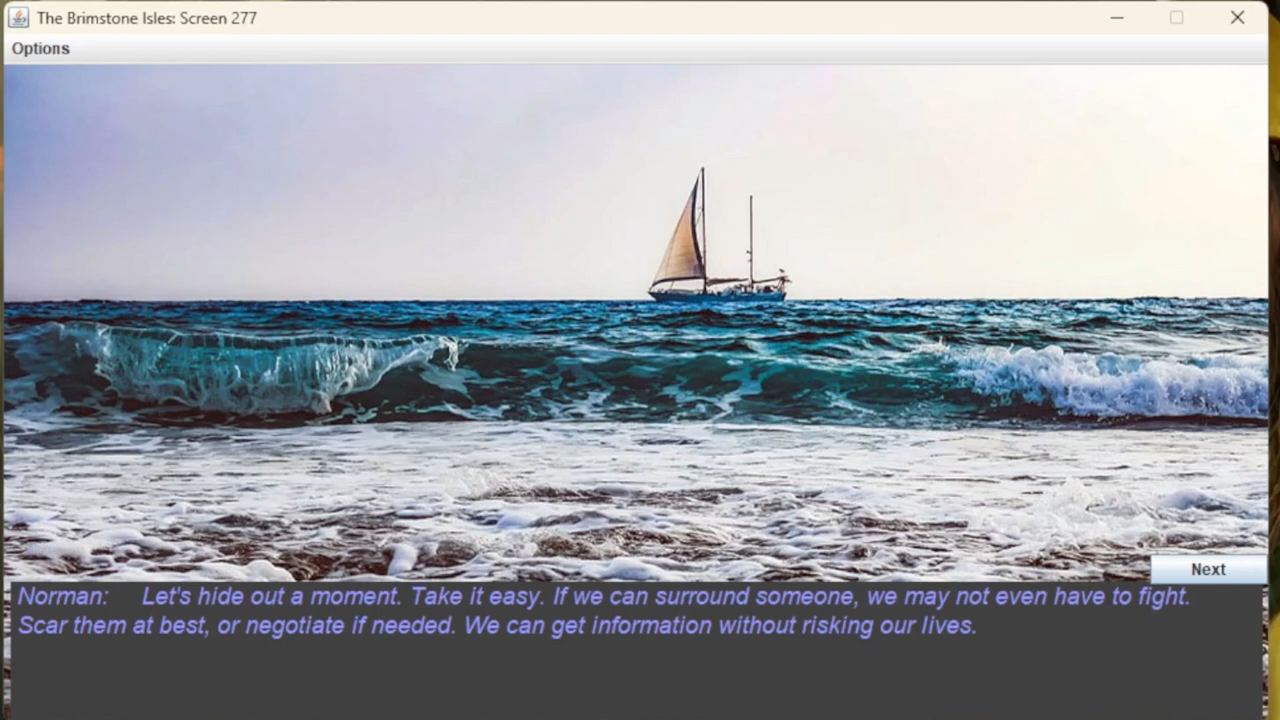 The Brimstone Isles: Screen 277
Options
Next
Norman: Let's hide out a moment. Take it easy. If we can surround someone, we may not even have to fight.
Scar them at best, or negotiate if needed. We can get information without risking our lives.